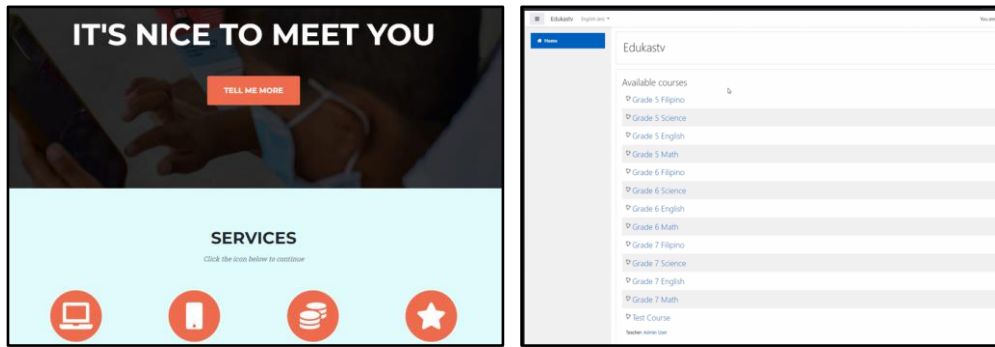 IT'S NICE TO MEET YOU
TELL ME MORE
SERVICES
Click the icon below to continue
Edukastv
Home
Edukastv
Available courses
Grade 5 Filipino
Grade 5 Science
Grade 5 English
Grade 5 Math
Grade 6 Filipino
Grade 6 Science
Grade 6 English
Grade 6 Math
Grade 7 Filipino
Grade 7 Science
Grade 7 English
Grade 7 Math
Test Course
Teacher: Admin User